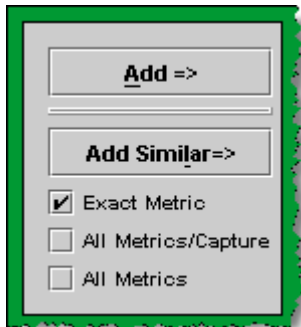 Add =>
Add Similar=>
Exact Metric
All Metrics/Capture
All Metrics